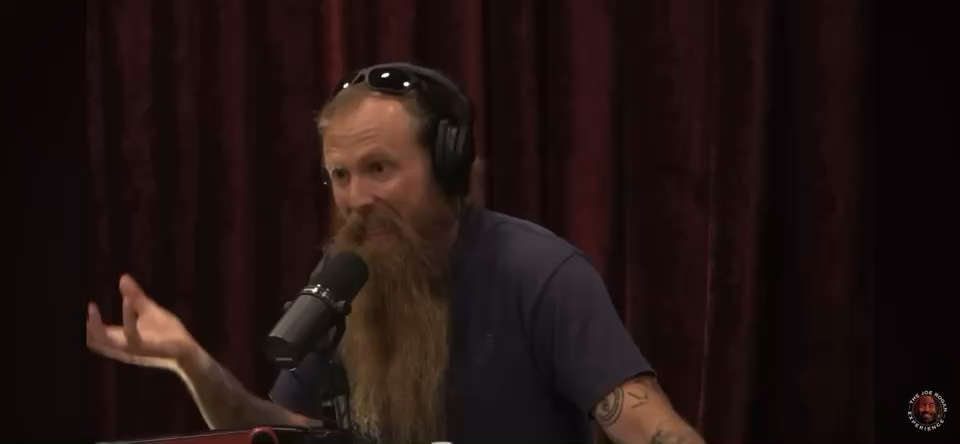 THE JOE ROGAN
EXPERIENCE